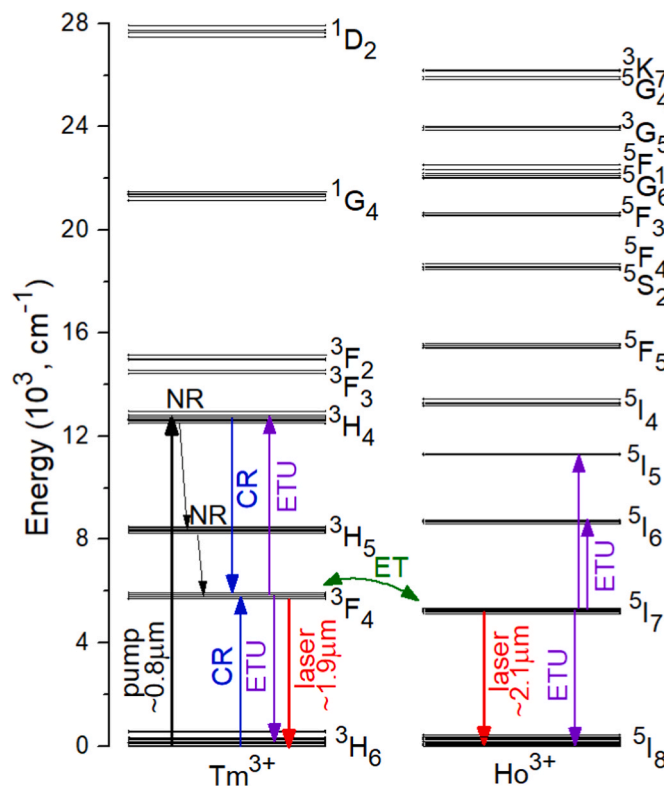 28
24
20
16
12
8
4
0
Energy (10³, cm⁻¹)
¹D₂
¹G₄
³F₂
³F₃
³H₄
³H₅
³F₄
³H₆
NR
NR
CR
ETU
CR
ETU
pump
~0.8μm
laser
~1.9μm
ET
Tm³⁺
³K₇
⁵G₄
³G₅
⁵F₁
⁵G₆
⁵F₃
⁵F₄
⁵S₂
⁵F₅
⁵I₄
⁵I₅
⁵I₆
⁵I₇
⁵I₈
ETU
laser
~2.1μm
ETU
Ho³⁺